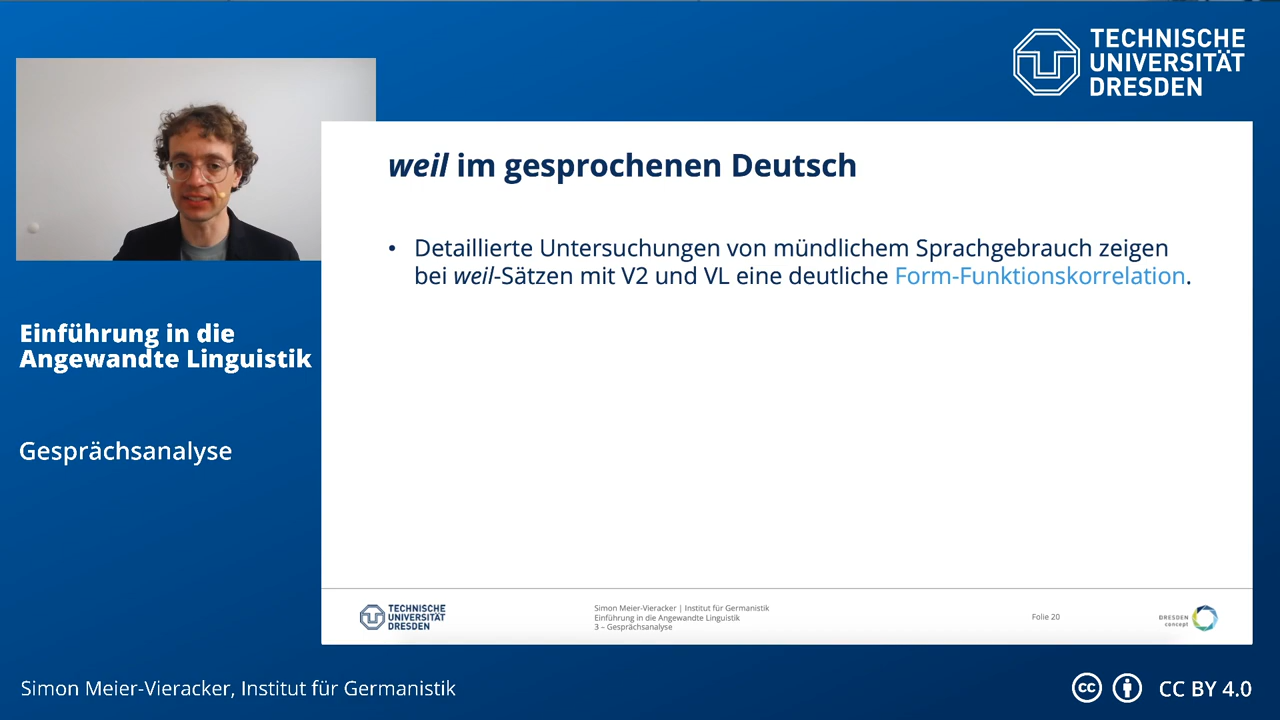 TECHNISCHE
UNIVERSITÄT
DRESDEN
weil im gesprochenen Deutsch
• Detaillierte Untersuchungen von mündlichem Sprachgebrauch zeigen
bei weil-Sätzen mit V2 und VL eine deutliche Form-Funktionskorrelation.
Einführung in die
Angewandte Linguistik
Gesprächsanalyse
TECHNISCHE
UNIVERSITÄT
DRESDEN
Simon Meier-Vieracker | Institut für Germanistik
Einführung in die Angewandte Linguistik
3 – Gesprächsanalyse
Folie 20
DRESDEN
concept
Simon Meier-Vieracker, Institut für Germanistik
cc
CC BY 4.0